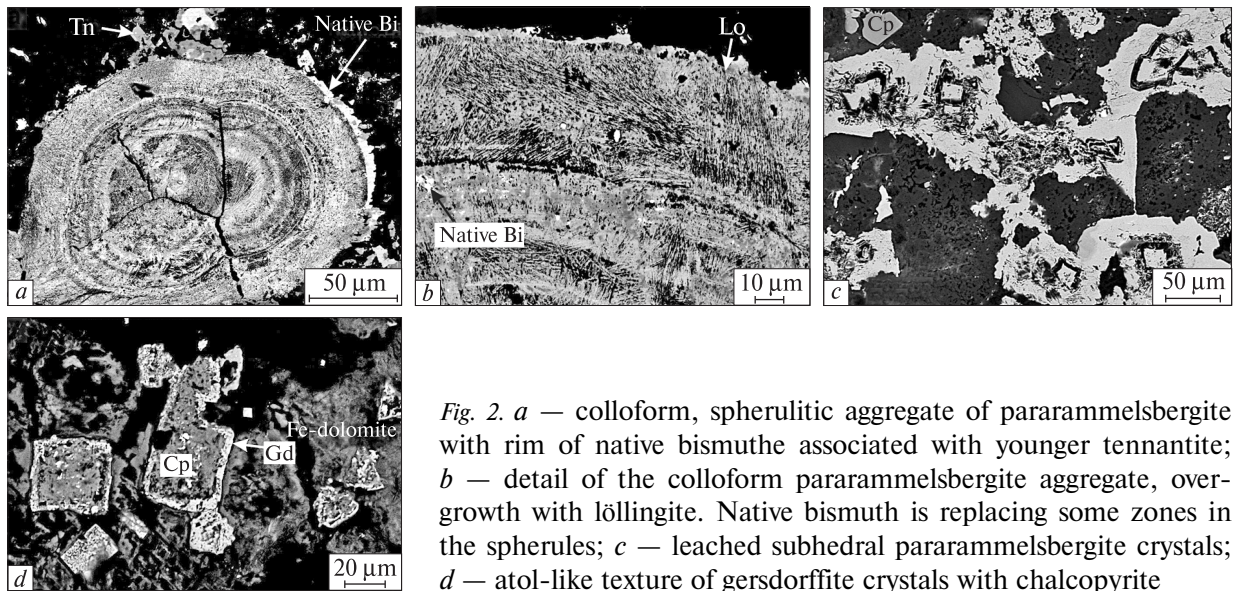 Tn
Native Bi
a
50 μm
Lo
Native Bi
b
10 μm
Cp
c
50 μm
Fe-dolomite
Gd
Cp
d
20 μm
Fig. 2. a — colloform, spherulitic aggregate of pararammelsbergite
with rim of native bismuthe associated with younger tennantite;
b — detail of the colloform pararammelsbergite aggregate, over-
growth with löllingite. Native bismuth is replacing some zones in
the spherules; c — leached subhedral pararammelsbergite crystals;
d — atol-like texture of gersdorffite crystals with chalcopyrite